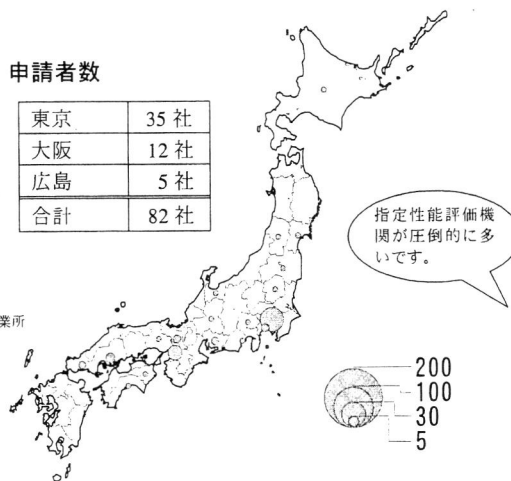 申請者数
東京 35 社
大阪 12 社
広島 5 社
合計 82 社
指定性能評価機
関が圧倒的に多
いです。
業所
200
100
30
5